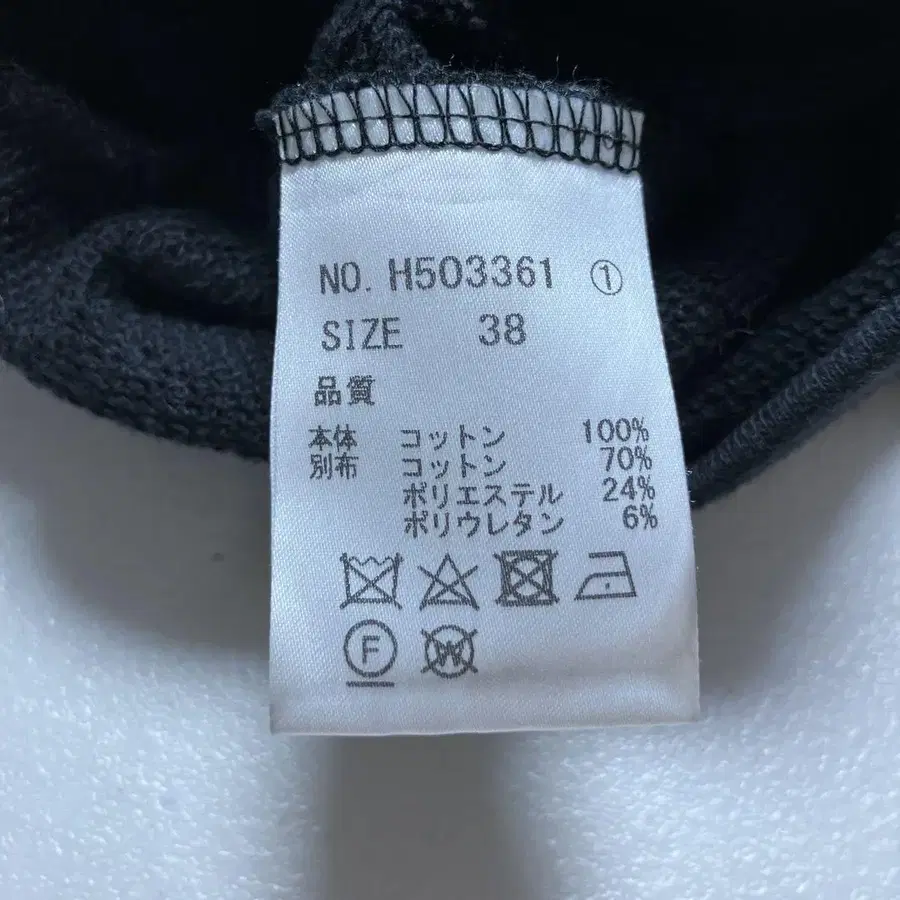 NO. H503361 ①
SIZE 38
品質
本体 コットン 100%
別布 コットン 70%
ポリエステル 24%
ポリウレタン 6%
F
W